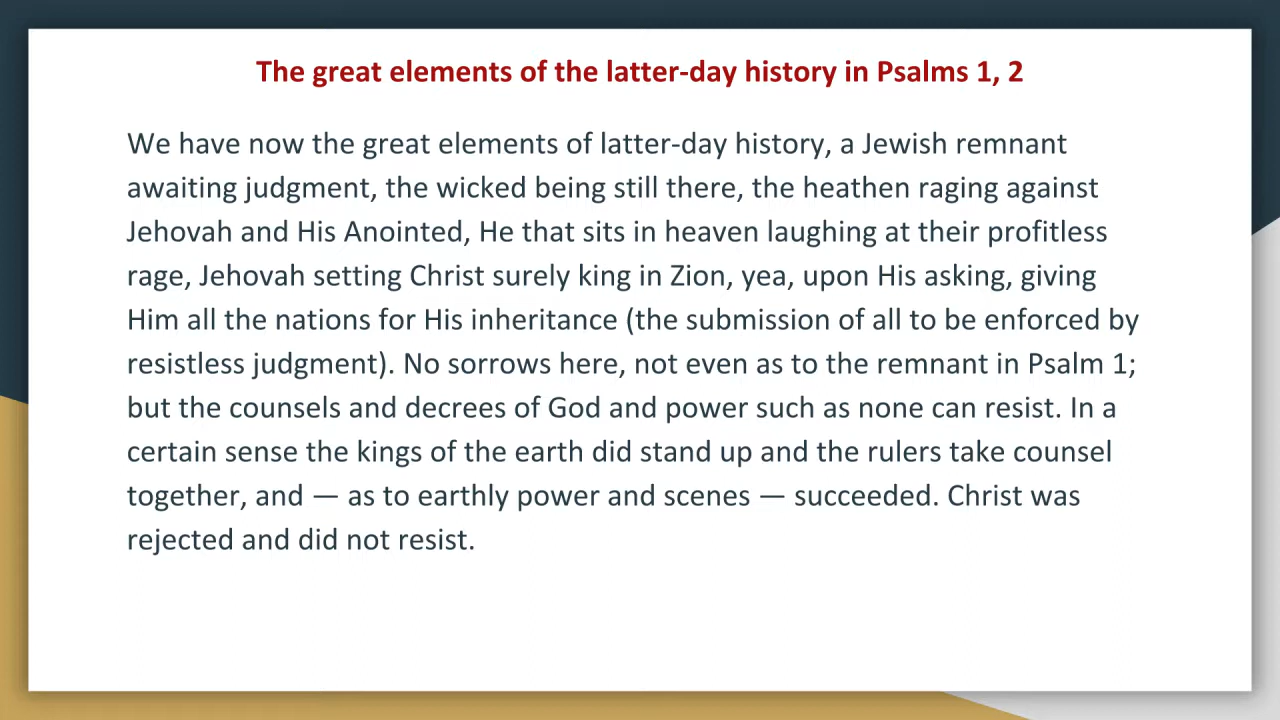 The great elements of the latter-day history in Psalms 1, 2
We have now the great elements of latter-day history, a Jewish remnant
awaiting judgment, the wicked being still there, the heathen raging against
Jehovah and His Anointed, He that sits in heaven laughing at their profitless
rage, Jehovah setting Christ surely king in Zion, yea, upon His asking, giving
Him all the nations for His inheritance (the submission of all to be enforced by
resistless judgment). No sorrows here, not even as to the remnant in Psalm 1;
but the counsels and decrees of God and power such as none can resist. In a
certain sense the kings of the earth did stand up and the rulers take counsel
together, and — as to earthly power and scenes — succeeded. Christ was
rejected and did not resist.